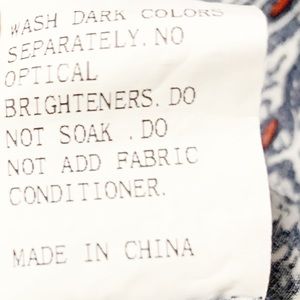 WASH DARK COLORS
SEPARATELY. NO
OPTICAL
BRIGHTENERS. DO
NOT SOAK . DO
NOT ADD FABRIC
CONDITIONER.
MADE IN CHINA